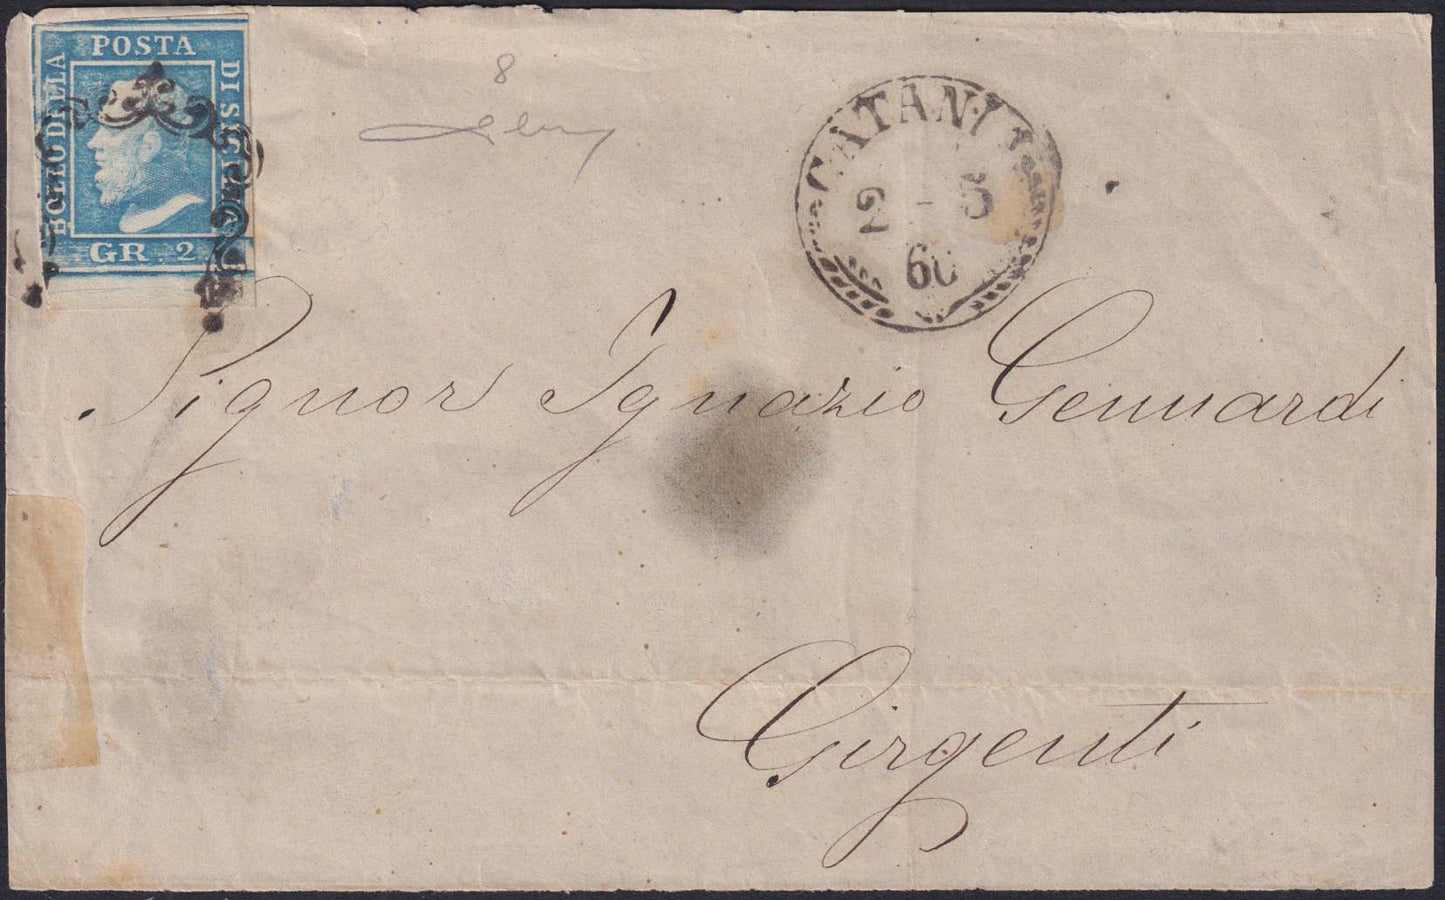 POSTA
BOLLO DELLA
DI SICILIA
GR 2
8
CATANIA
2 - 5
60
Signor Ignazio Gennardi
Girgenti